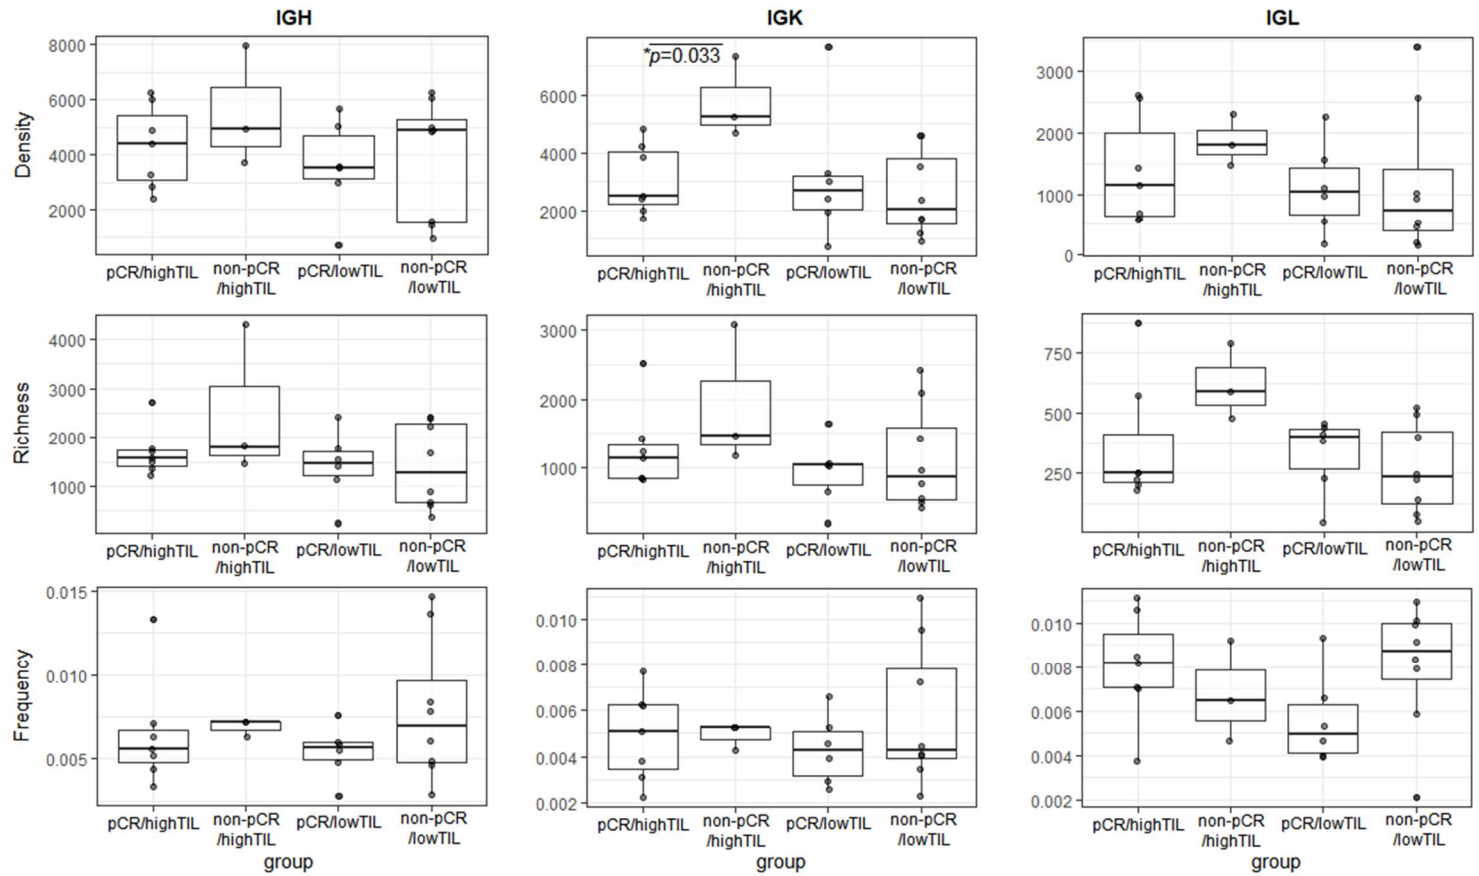 IGH
IGK
IGL
Density
8000
6000
4000
2000
*p=0.033
6000
4000
2000
3000
2000
1000
0
pCR/highTIL
non-pCR
/highTIL
pCR/lowTIL
non-pCR
/lowTIL
pCR/highTIL
non-pCR
/highTIL
pCR/lowTIL
non-pCR
/lowTIL
pCR/highTIL
non-pCR
/highTIL
pCR/lowTIL
non-pCR
/lowTIL
Richness
4000
3000
2000
1000
3000
2000
1000
750
500
250
pCR/highTIL
non-pCR
/highTIL
pCR/lowTIL
non-pCR
/lowTIL
pCR/highTIL
non-pCR
/highTIL
pCR/lowTIL
non-pCR
/lowTIL
pCR/highTIL
non-pCR
/highTIL
pCR/lowTIL
non-pCR
/lowTIL
Frequency
0.015
0.010
0.005
0.010
0.008
0.006
0.004
0.002
0.010
0.008
0.006
0.004
0.002
pCR/highTIL
non-pCR
/highTIL
pCR/lowTIL
non-pCR
/lowTIL
group
pCR/highTIL
non-pCR
/highTIL
pCR/lowTIL
non-pCR
/lowTIL
group
pCR/highTIL
non-pCR
/highTIL
pCR/lowTIL
non-pCR
/lowTIL
group